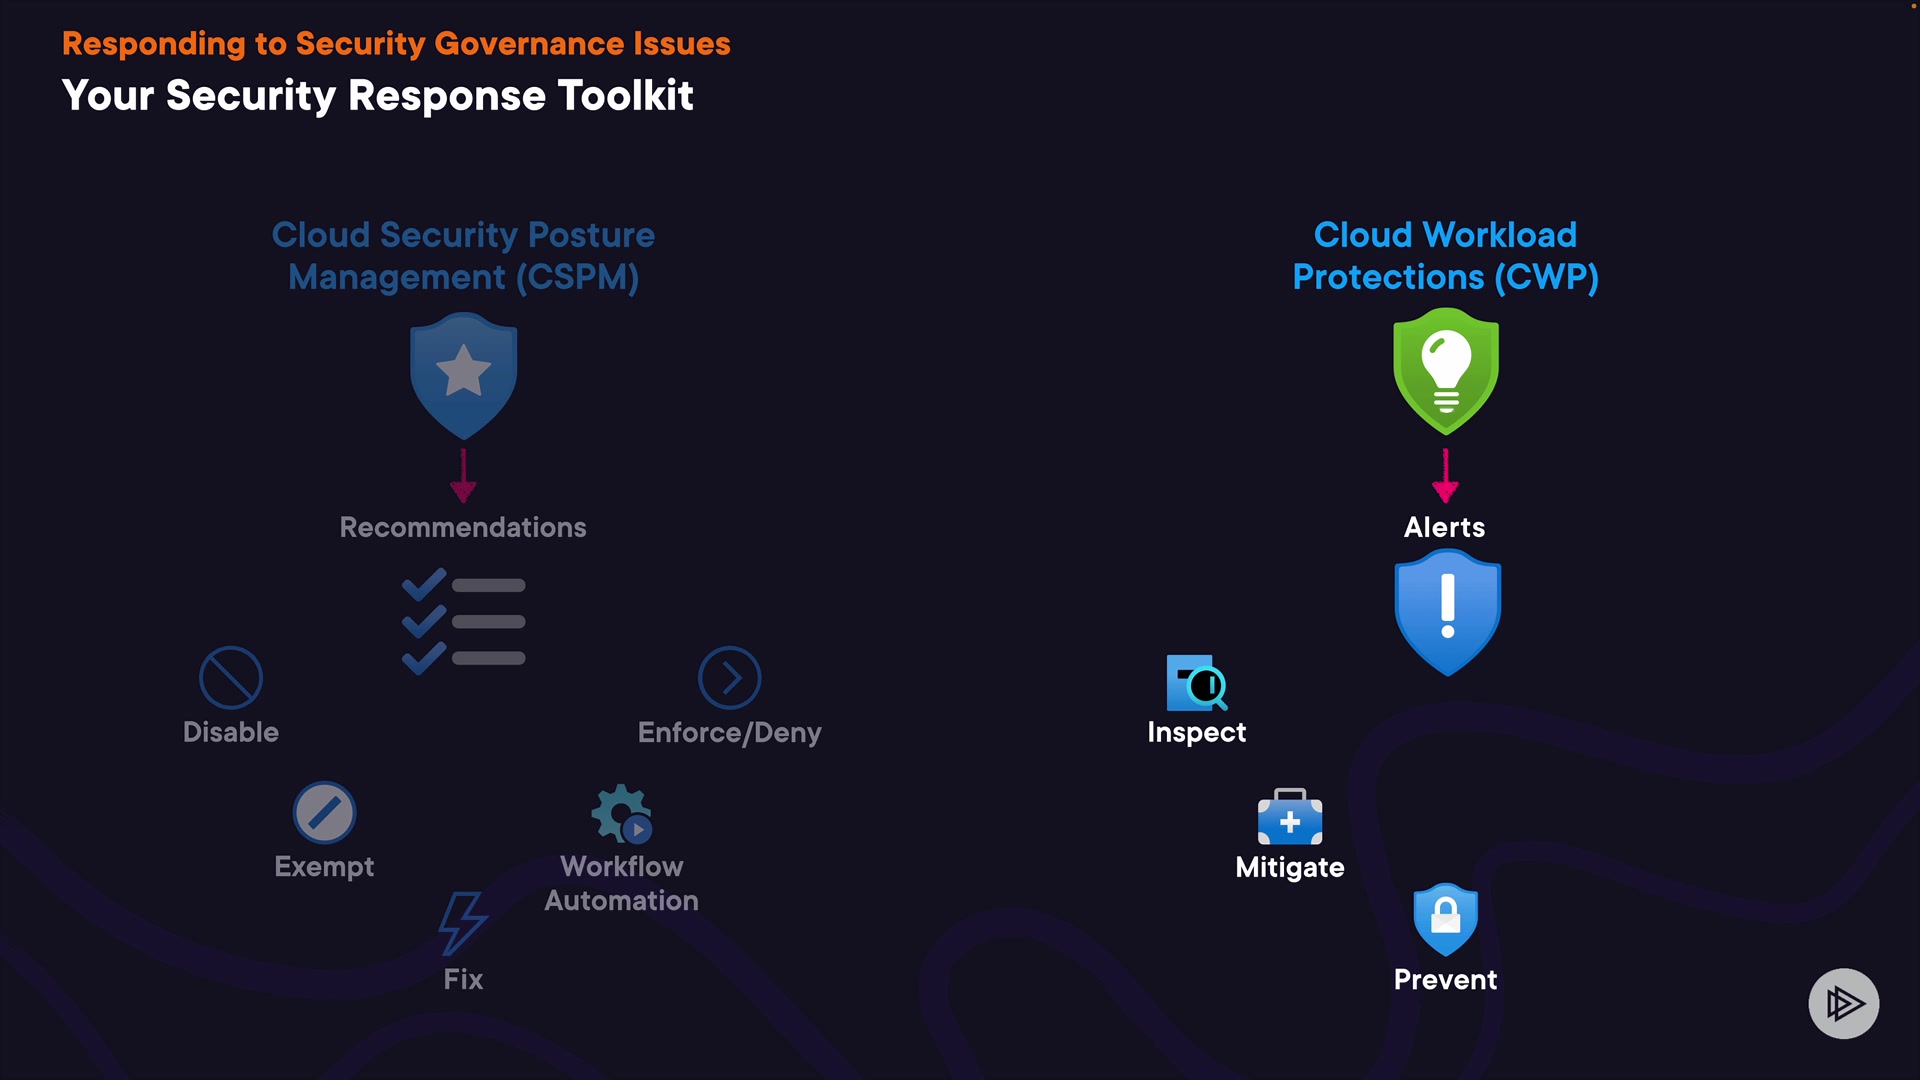 Responding to Security Governance Issues
Your Security Response Toolkit
Cloud Security Posture
Management (CSPM)
Recommendations
Disable
Exempt
Fix
Workflow
Automation
Enforce/Deny
Cloud Workload
Protections (CWP)
Alerts
Inspect
Mitigate
Prevent